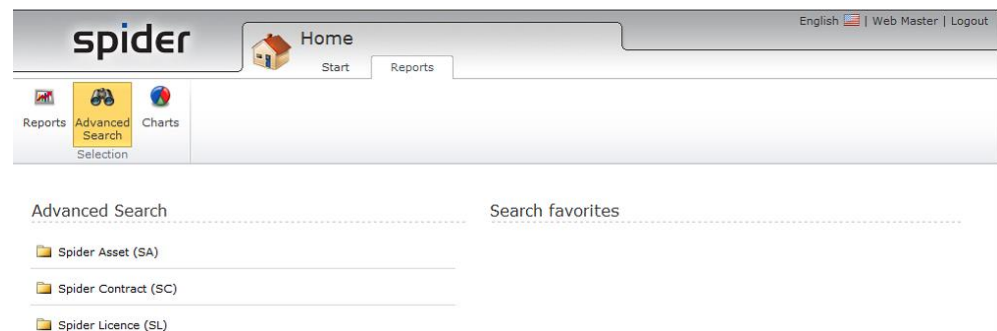 English | Web Master | Logout
spider
Home
Start Reports
Reports Advanced Search Charts
Selection
Advanced Search Search favorites
Spider Asset (SA)
Spider Contract (SC)
Spider Licence (SL)